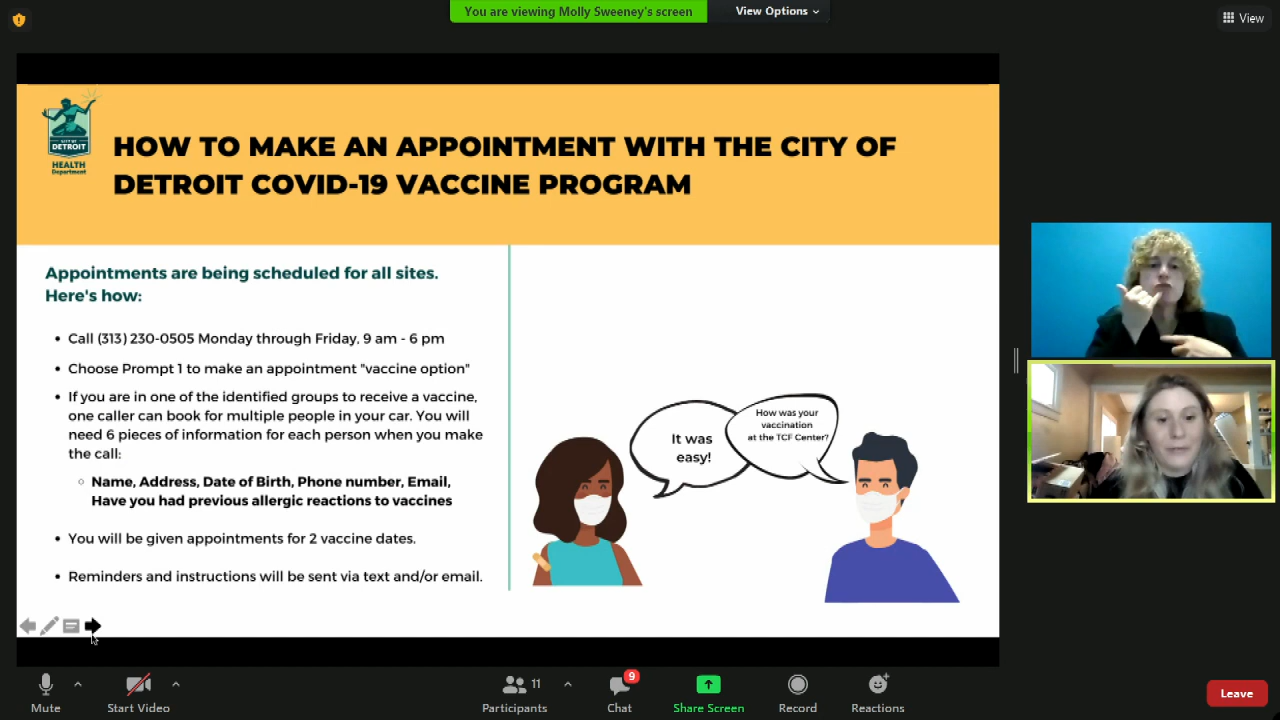 You are viewing Molly Sweeney's screen
View Options
View
CITY OF
DETROIT
HEALTH
Department
HOW TO MAKE AN APPOINTMENT WITH THE CITY OF
DETROIT COVID-19 VACCINE PROGRAM
Appointments are being scheduled for all sites.
Here's how:
• Call (313) 230-0505 Monday through Friday, 9 am - 6 pm
• Choose Prompt 1 to make an appointment "vaccine option"
• If you are in one of the identified groups to receive a vaccine,
one caller can book for multiple people in your car. You will
need 6 pieces of information for each person when you make
the call:
○ Name, Address, Date of Birth, Phone number, Email,
Have you had previous allergic reactions to vaccines
• You will be given appointments for 2 vaccine dates.
• Reminders and instructions will be sent via text and/or email.
It was
easy!
How was your
vaccination
at the TCF Center?
Mute
Start Video
11
Participants
9
Chat
Share Screen
Record
Reactions
Leave